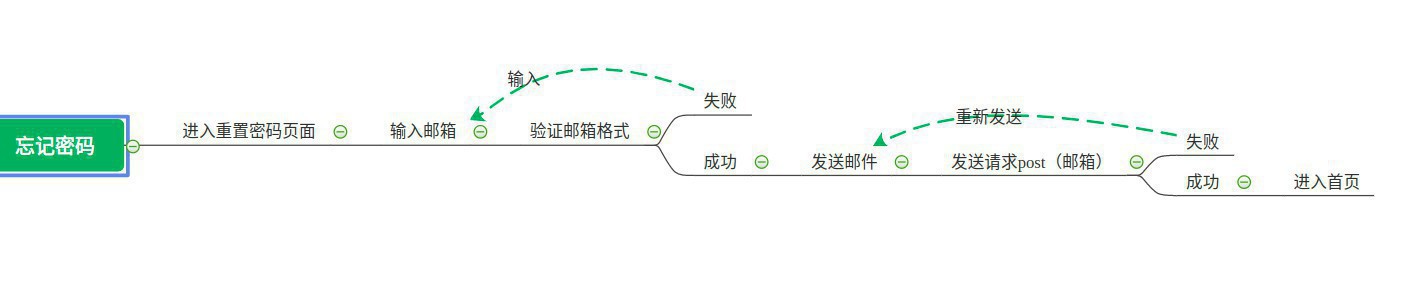 忘记密码
进入重置密码页面
输入邮箱
验证邮箱格式
输入
失败
成功
发送邮件
发送请求post（邮箱）
重新发送
失败
成功
进入首页